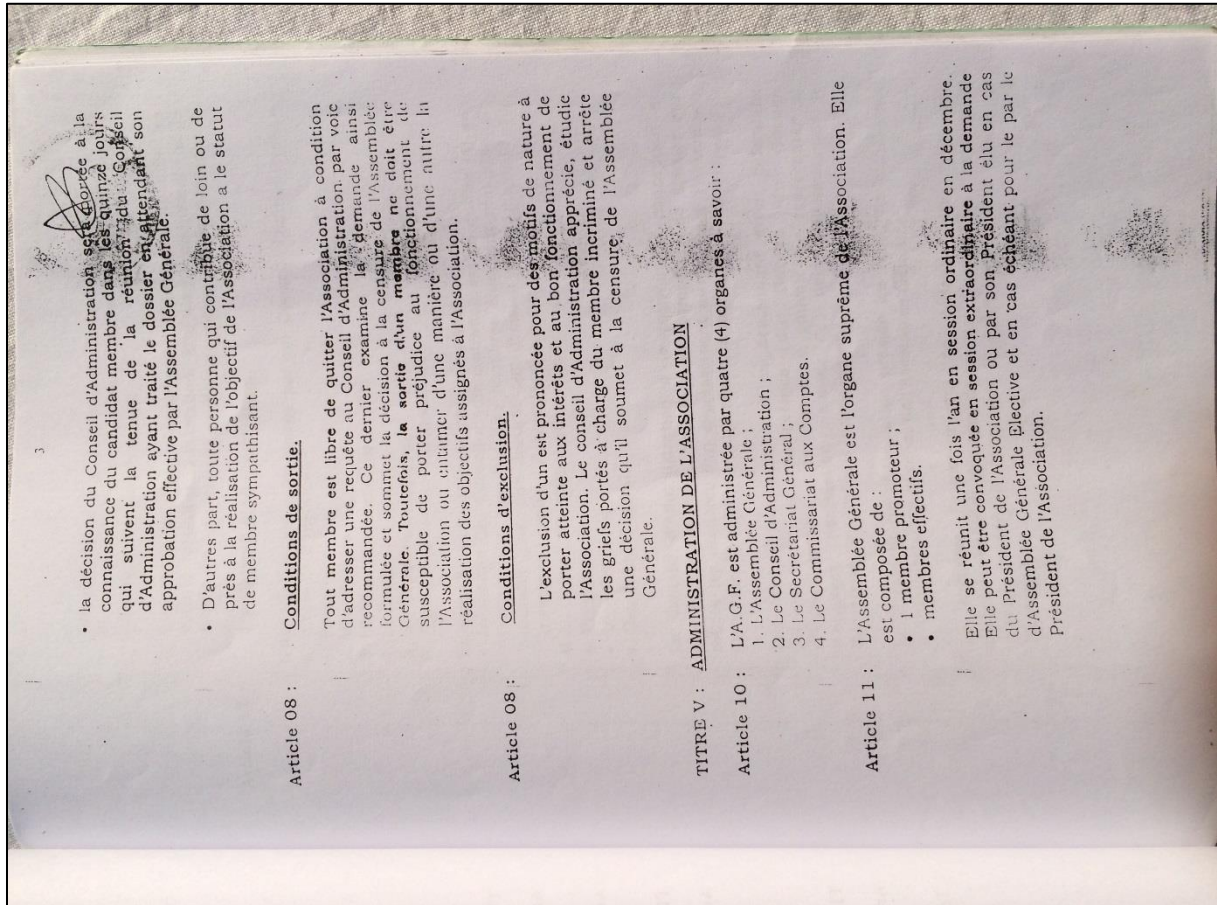 3
• la décision du Conseil d'Administration sera portée à la
connaissance du candidat membre dans les quinze jours
qui suivent la tenue de la réunion du Conseil
d'Administration ayant traité le dossier en attendant son
approbation effective par l'Assemblée Générale.
• D'autres part, toute personne qui contribue de loin ou de
près à la réalisation de l'objectif de l'Association a le statut
de membre sympathisant.
Article 08 : Conditions de sortie.
Tout membre est libre de quitter l'Association à condition
d'adresser une requête au Conseil d'Administration par voie
recommandée. Ce dernier examine la demande ainsi
formulée et sommet la décision à la censure de l'Assemblée
Générale. Toutefois, la sortie d'un membre ne doit être
susceptible de porter préjudice au fonctionnement de
l'Association ou entamer d'une manière ou d'une autre la
réalisation des objectifs assignés à l'Association.
Article 08 : Conditions d'exclusion.
L'exclusion d'un est prononcée pour des motifs de nature à
porter atteinte aux intérêts et au bon fonctionnement de
l'Association. Le conseil d'Administration apprécie, étudie
les griefs portés à charge du membre incriminé et arrête
une décision qu'il soumet à la censure de l'Assemblée
Générale.
TITRE V : ADMINISTRATION DE L'ASSOCIATION
Article 10 : L'A.G.F. est administrée par quatre (4) organes à savoir :
1. L'Assemblée Générale ;
2. Le Conseil d'Administration ;
3. Le Secrétariat Général ;
4. Le Commissariat aux Comptes.
Article 11 : L'Assemblée Générale est l'organe suprême de l'Association. Elle
est composée de :
• 1 membre promoteur ;
• membres effectifs.
Elle se réunit une fois l'an en session ordinaire en décembre.
Elle peut être convoquée en session extraordinaire à la demande
du Président de l'Association ou par son Président élu en cas
d'Assemblée Générale Elective et en cas échéant pour le par le
Président de l'Association.